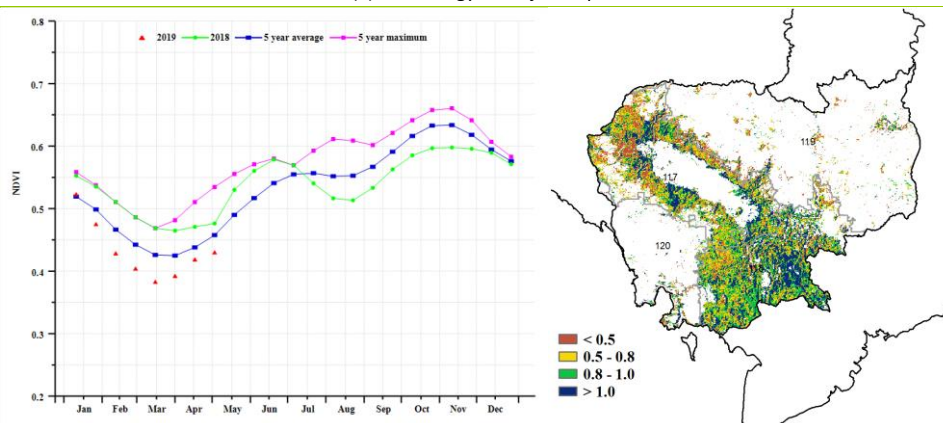 2019 2018 5 year average 5 year maximum
0.8
0.7
0.6
0.5
0.4
0.3
0.2
NDVI
Jan Feb Mar Apr May Jun Jul Aug Sep Oct Nov Dec
119
117
120
< 0.5
0.5 - 0.8
0.8 - 1.0
> 1.0